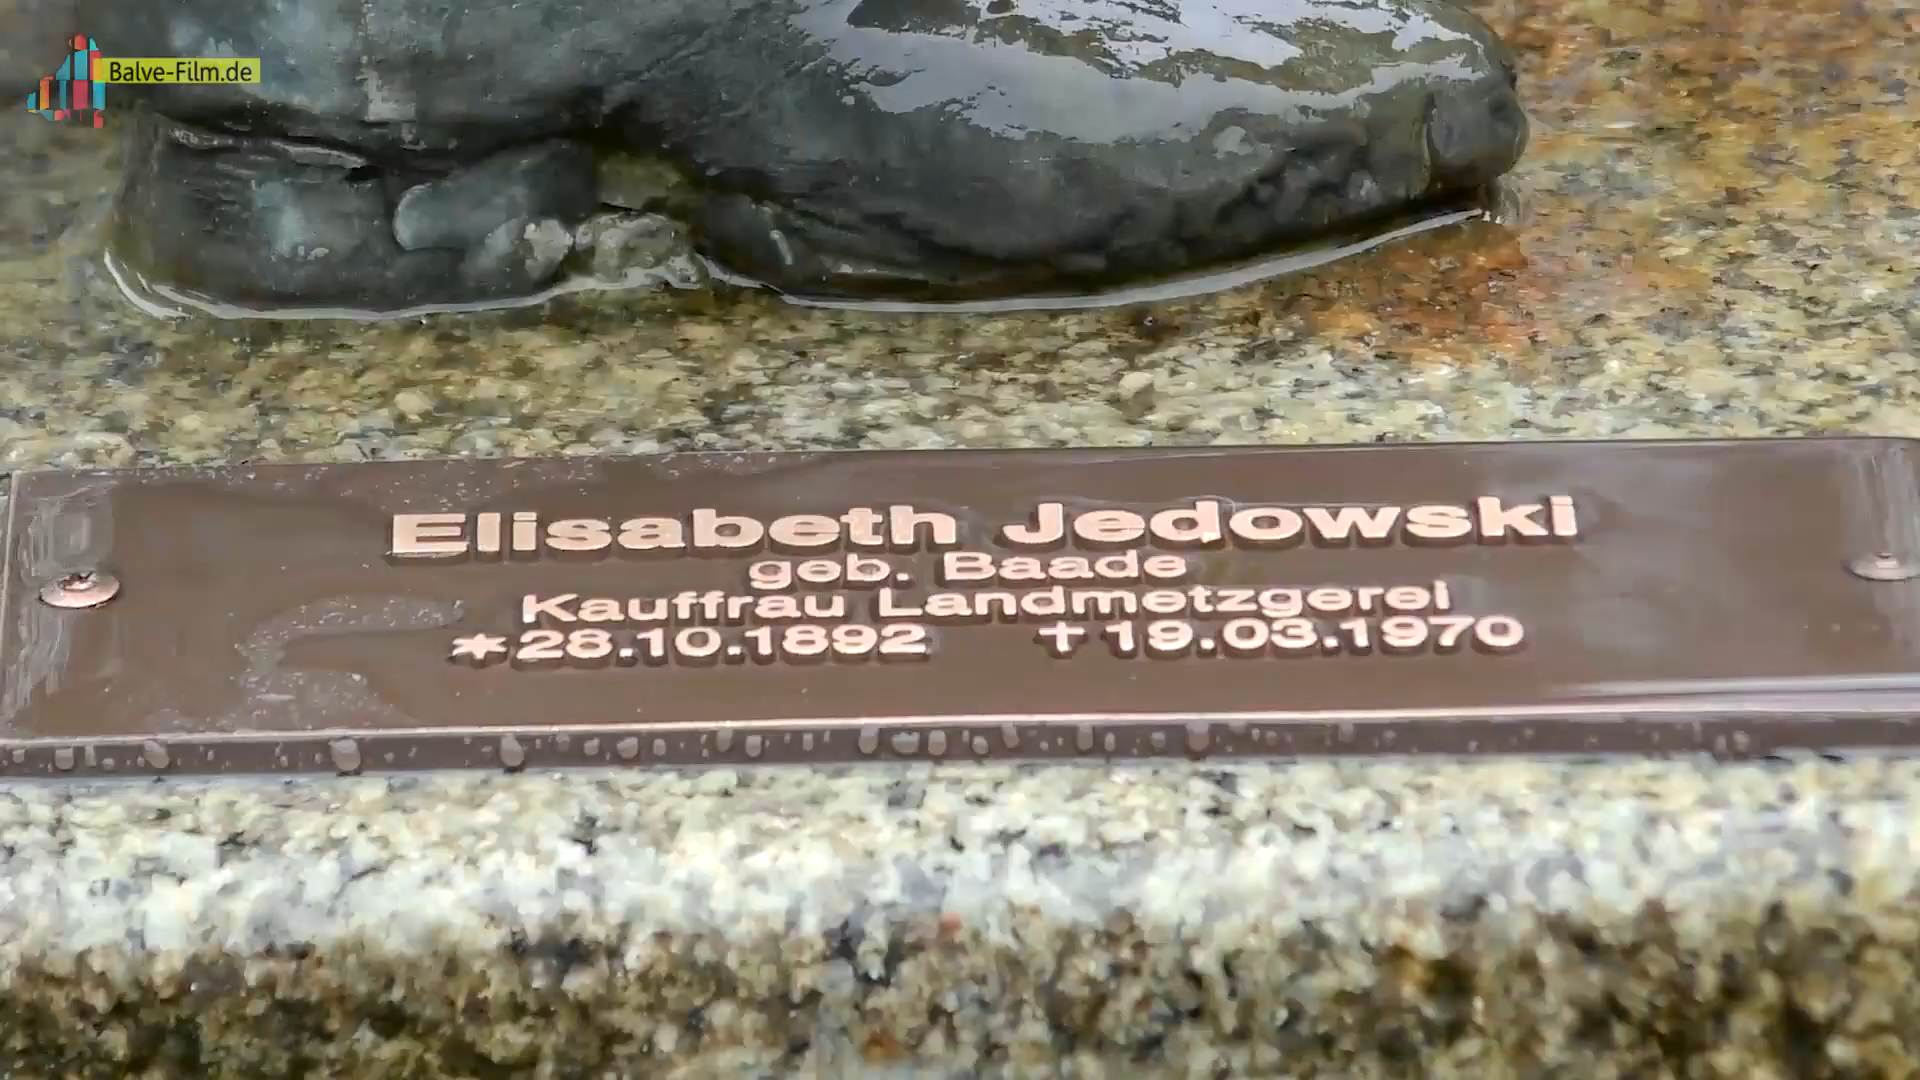 Balve-Film.de
Elisabeth Jedowski
geb. Baade
Kauffrau Landmetzgerei
*28.10.1892 †19.03.1970